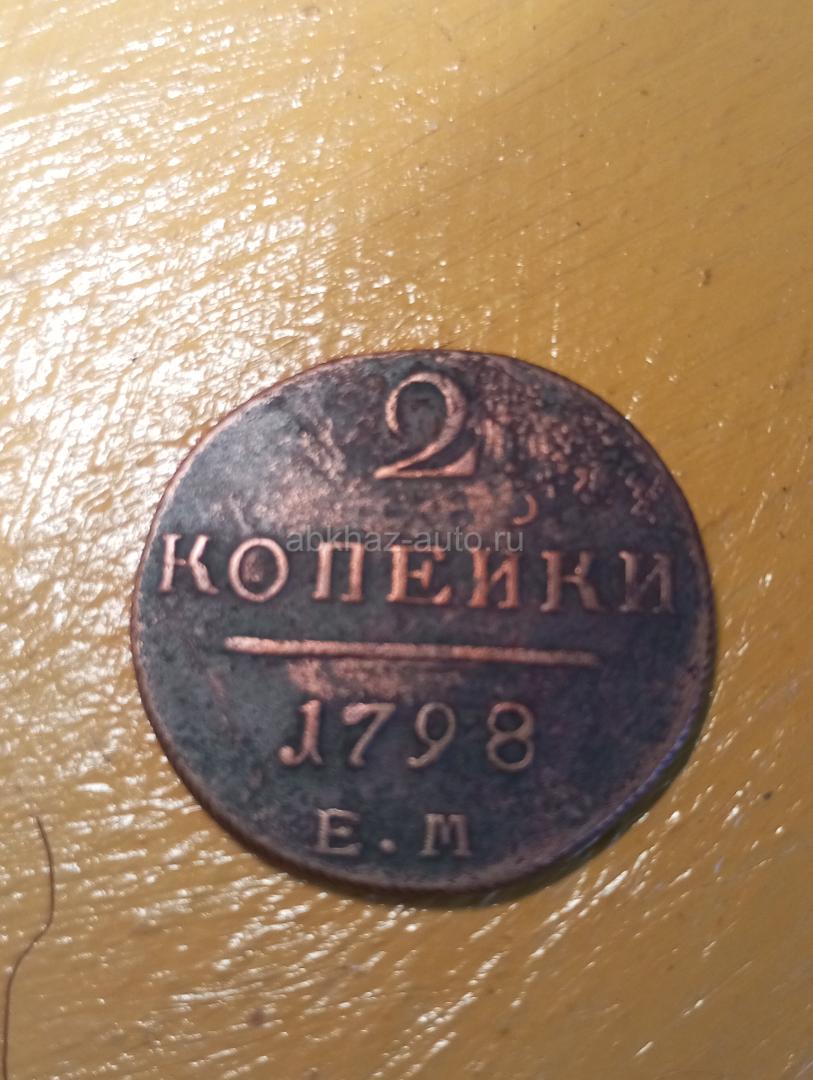 2
КОПЕЙКИ
abkhaz-auto.ru
1798
Е.М